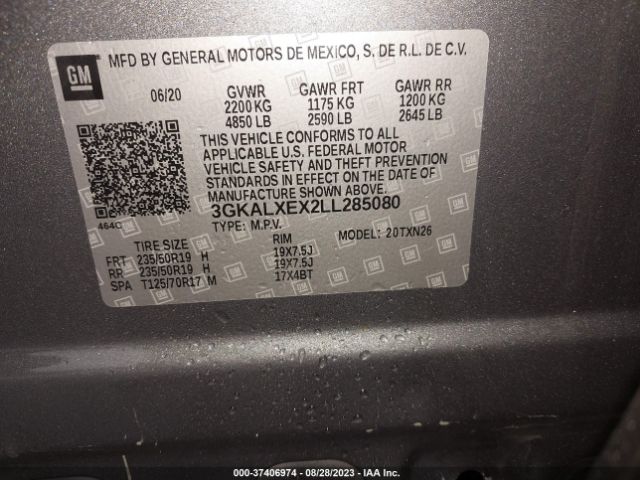 GM
MFD BY GENERAL MOTORS DE MEXICO, S. DE R.L. DE C.V.
06/20 GVWR GAWR FRT GAWR RR
2200 KG 1175 KG 1200 KG
4850 LB 2590 LB 2645 LB
THIS VEHICLE CONFORMS TO ALL
APPLICABLE U.S. FEDERAL MOTOR
VEHICLE SAFETY AND THEFT PREVENTION
STANDARDS IN EFFECT ON THE DATE OF
MANUFACTURE SHOWN ABOVE.
464C 3GKALXEX2LL285080
TYPE: M.P.V. MODEL: 20TXN26
TIRE SIZE RIM
FRT 235/50R19 H 19X7.5J
RR 235/50R19 H 19X7.5J
SPA T125/70R17 M 17X4BT
000-37406974 / 08/28/2023 - IAA Inc.